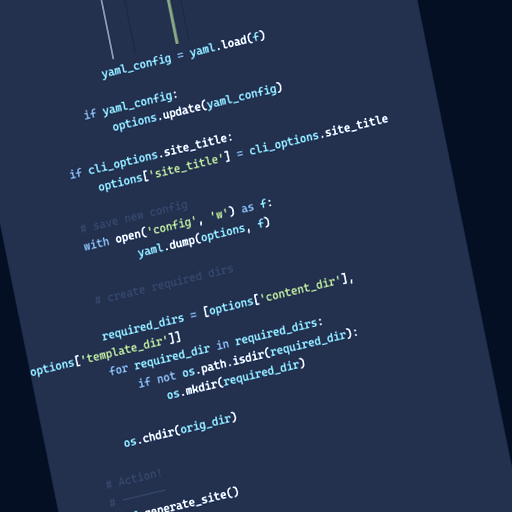 yaml_config = yaml.load(f)
if yaml_config:
options.update(yaml_config)
if cli_options.site_title:
options['site_title'] = cli_options.site_title
# save new config
with open('config', 'w') as f:
yaml.dump(options, f)
# create required dirs
required_dirs = [options['content_dir'],
options['template_dir']]
for required_dir in required_dirs:
if not os.path.isdir(required_dir):
os.mkdir(required_dir)
os.chdir(orig_dir)
# Action!
# ———————
generate_site()